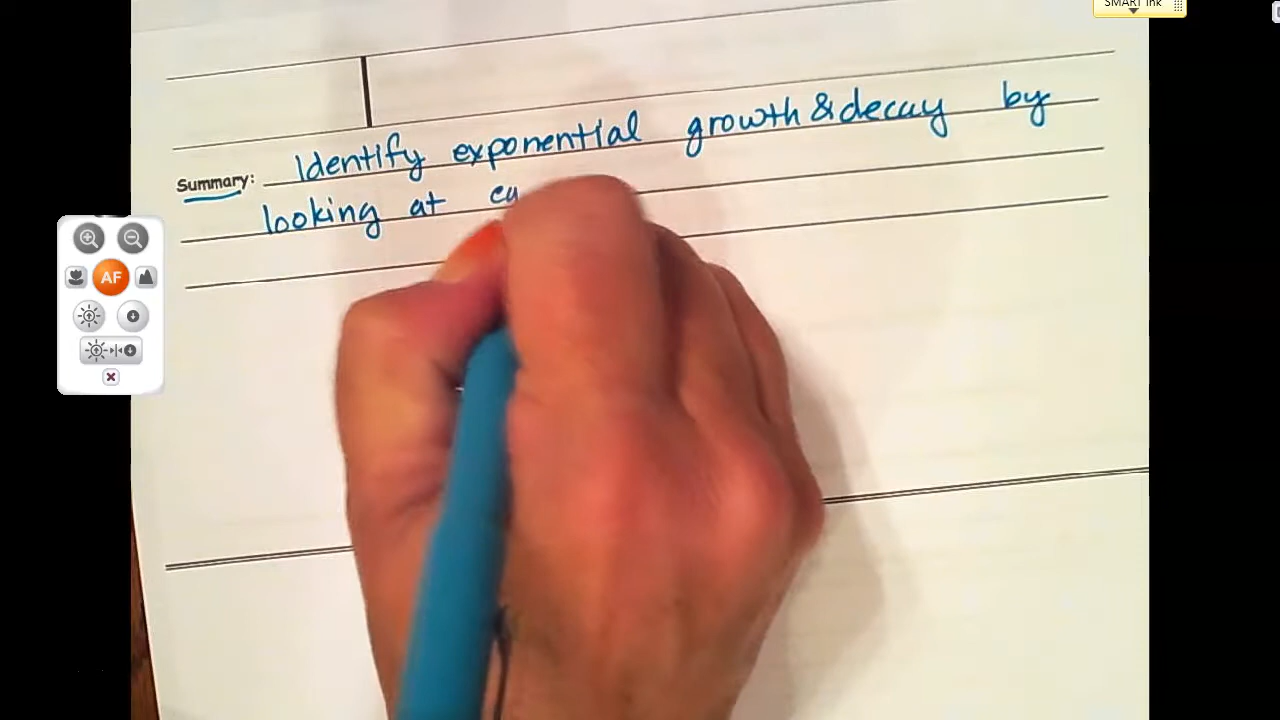 SMART Ink
Summary: Identify exponential growth & decay by
looking at
AF